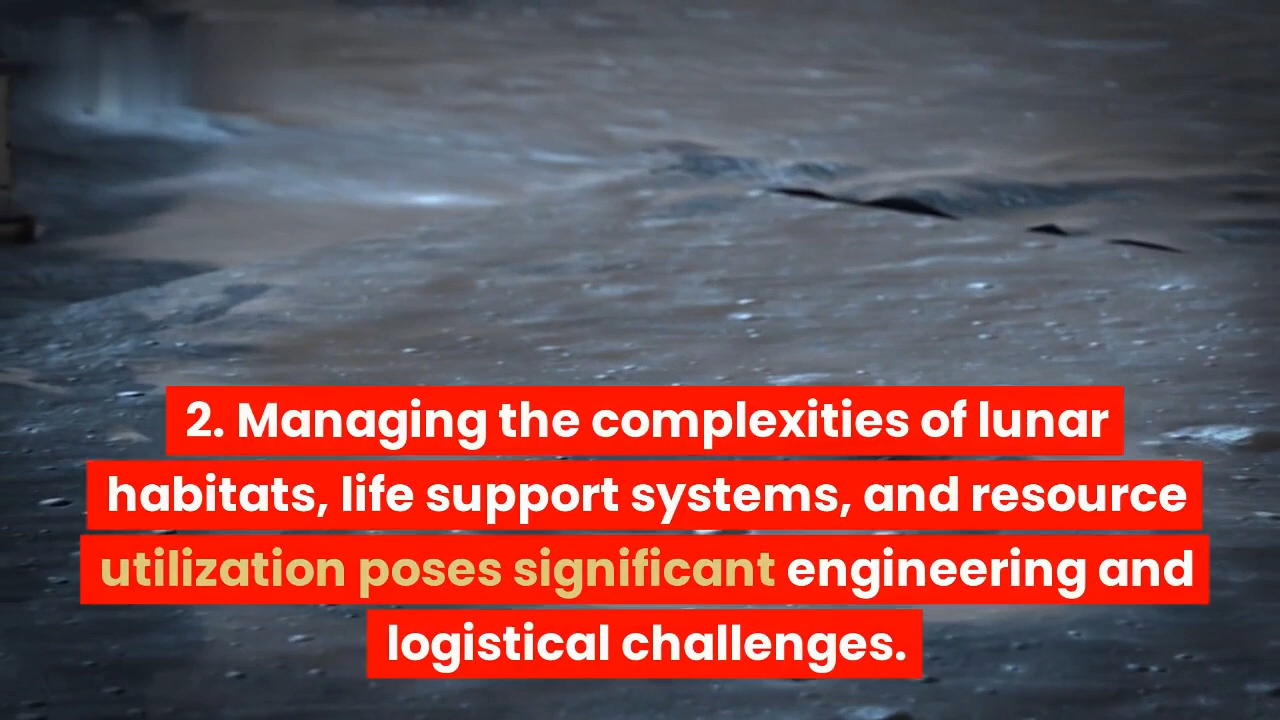 2. Managing the complexities of lunar
habitats, life support systems, and resource
utilization poses significant engineering and
logistical challenges.